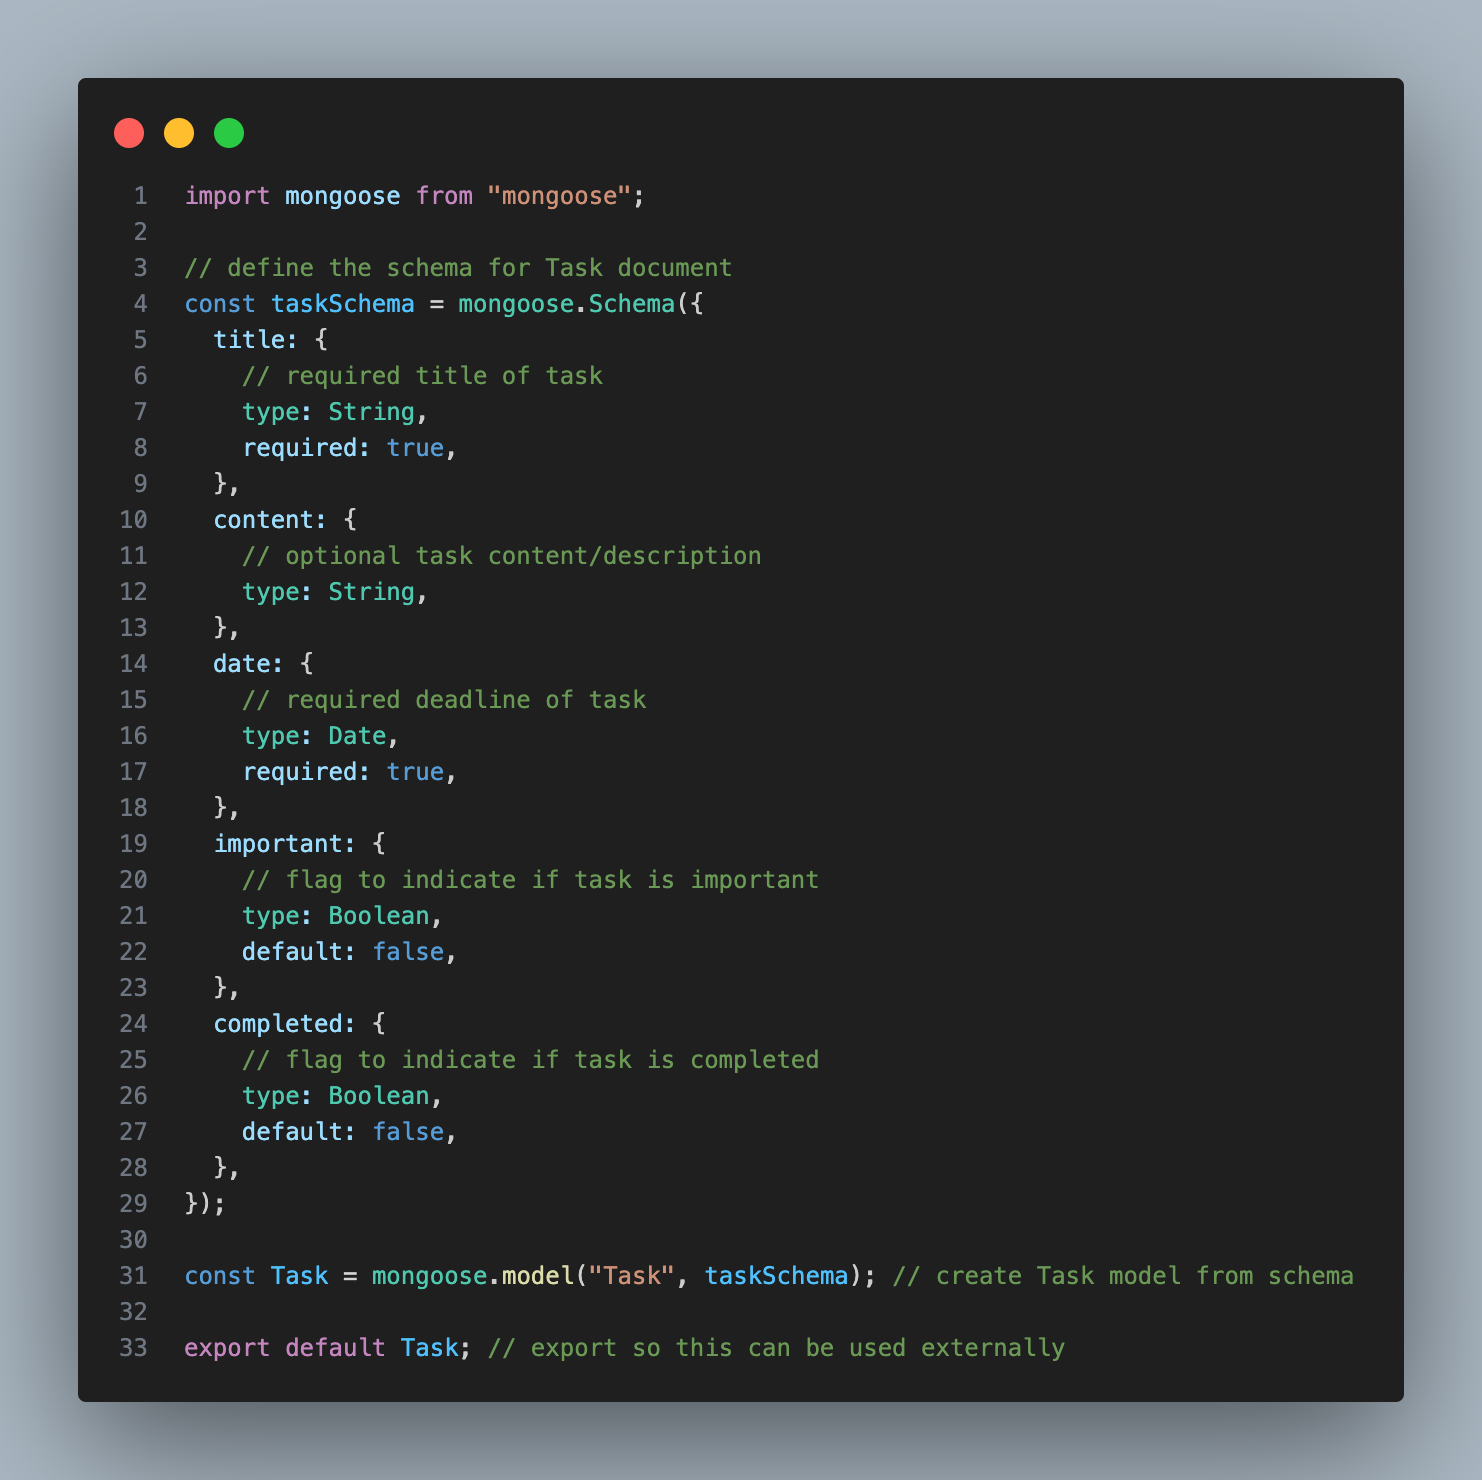 1 import mongoose from "mongoose";
2
3 // define the schema for Task document
4 const taskSchema = mongoose.Schema({
5   title: {
6     // required title of task
7     type: String,
8     required: true,
9   },
10   content: {
11     // optional task content/description
12     type: String,
13   },
14   date: {
15     // required deadline of task
16     type: Date,
17     required: true,
18   },
19   important: {
20     // flag to indicate if task is important
21     type: Boolean,
22     default: false,
23   },
24   completed: {
25     // flag to indicate if task is completed
26     type: Boolean,
27     default: false,
28   },
29 });
30
31 const Task = mongoose.model("Task", taskSchema); // create Task model from schema
32
33 export default Task; // export so this can be used externally